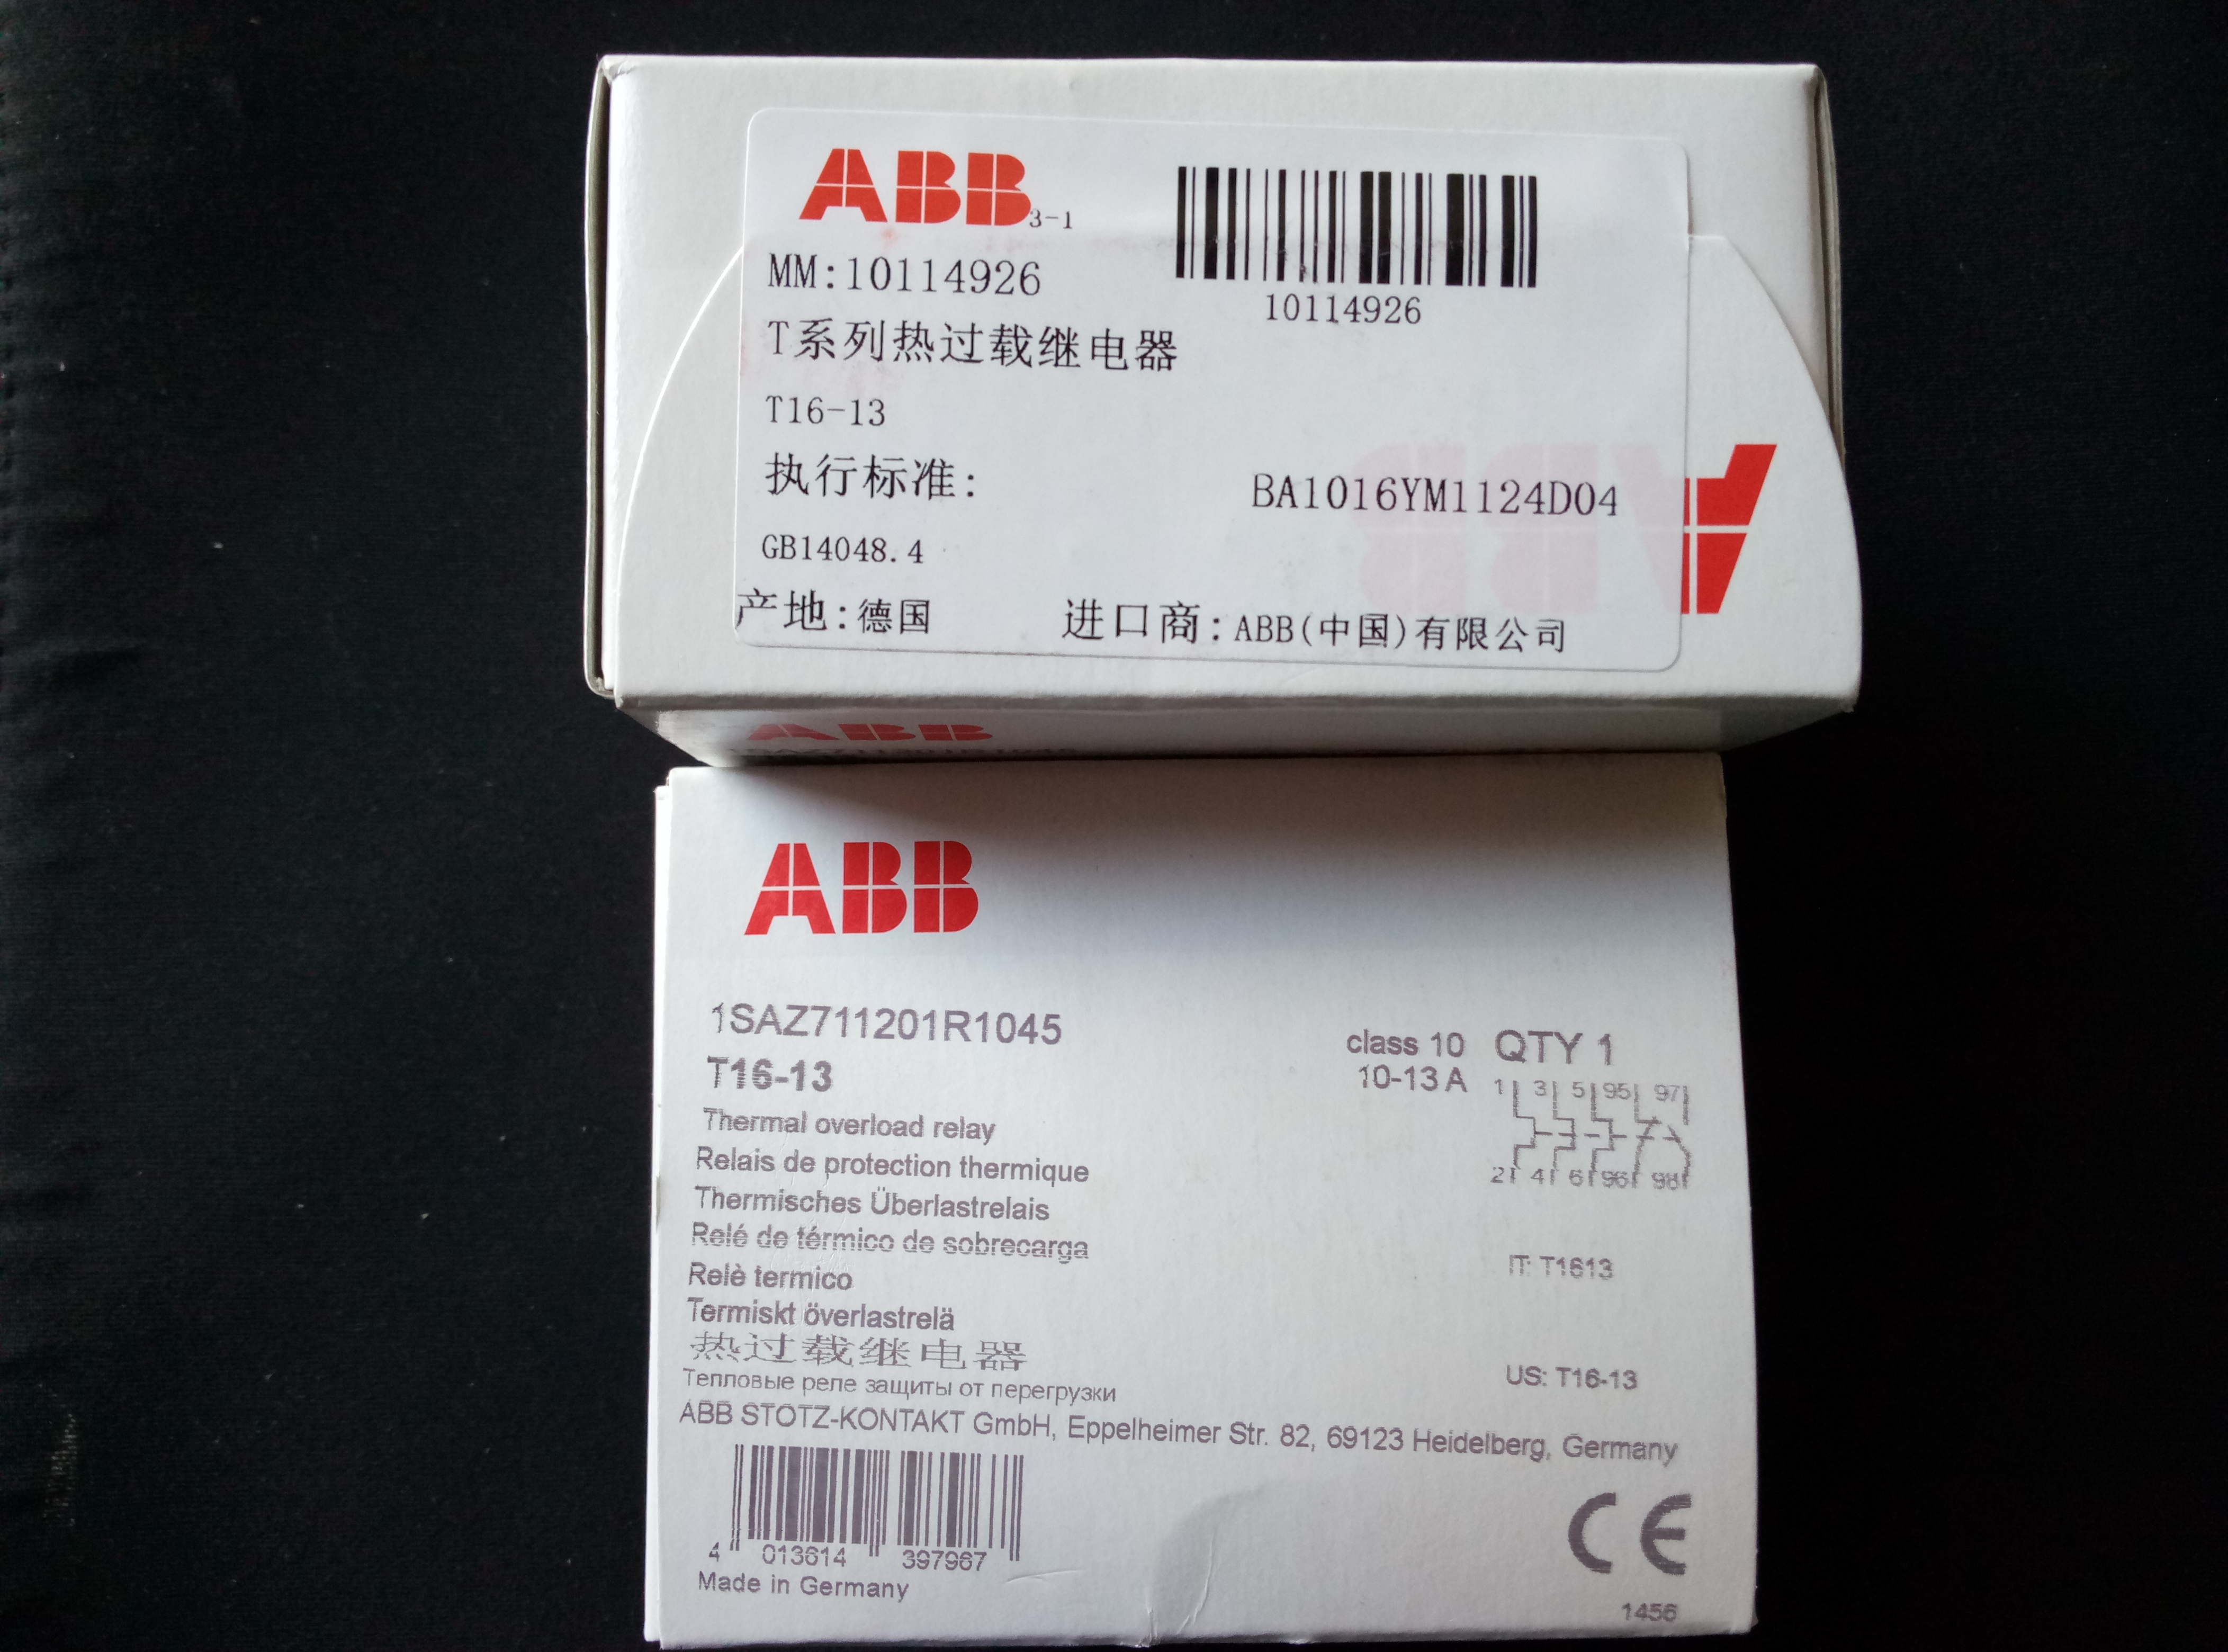 ABB 3-1
MM:10114926
10114926
T系列热过载继电器
T16-13
执行标准:
BA1016YM1124D04
GB14048.4
产地:德国 进口商:ABB(中国)有限公司
ABB
ABB
1SAZ711201R1045
class 10 QTY 1
T16-13
10-13 A
1 3 5 95 97
2 4 6 96 98
Thermal overload relay
Relais de protection thermique
Thermisches Überlastrelais
Relé de térmico de sobrecarga
IT: T1613
Relè termico
Termiskt överlastrelä
热过载继电器
US: T16-13
Тепловые реле защиты от перегрузки
ABB STOTZ-KONTAKT GmbH, Eppelheimer Str. 82, 69123 Heidelberg, Germany
4 013614 397967
CE
Made in Germany
1456